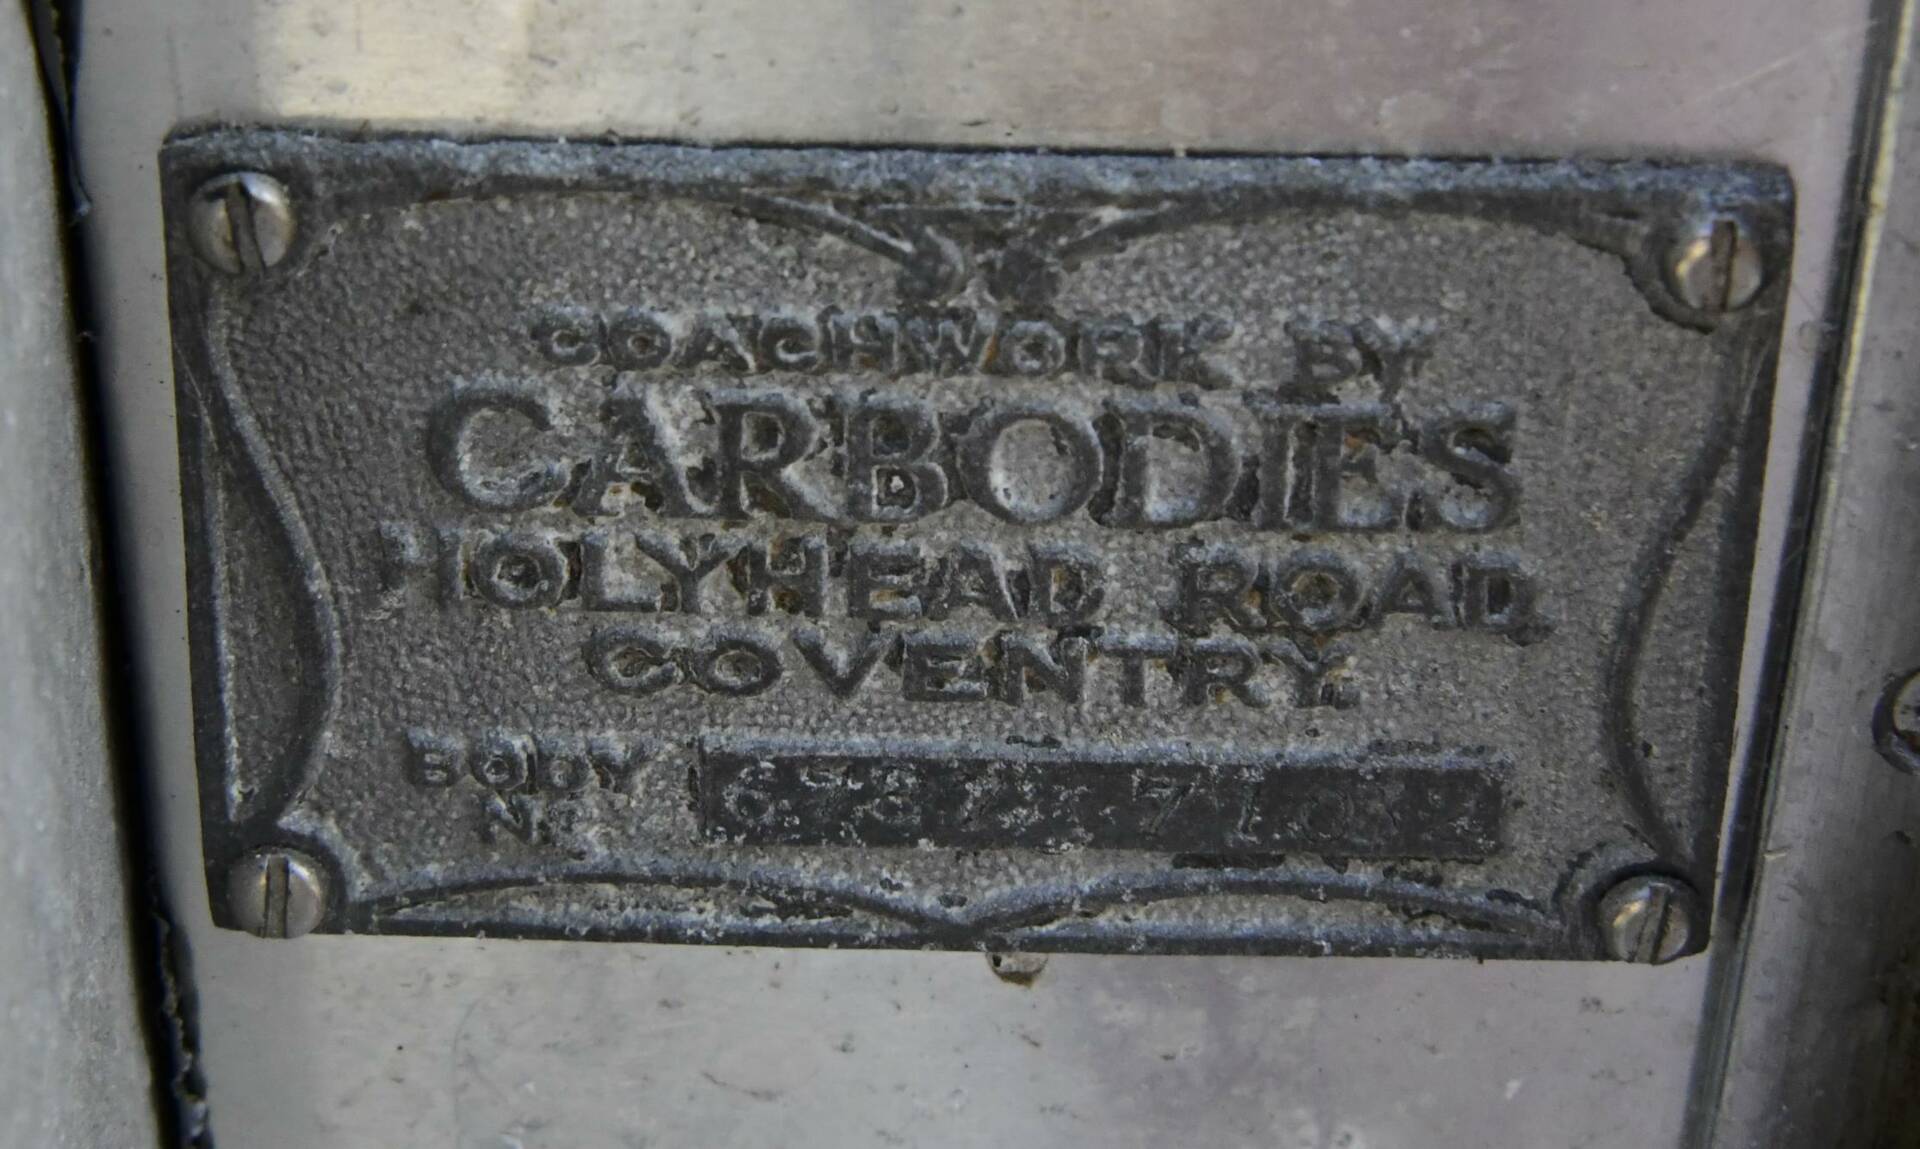 COACHWORK BY
CARBODIES
HOLYHEAD ROAD,
COVENTRY.
BODY
No.